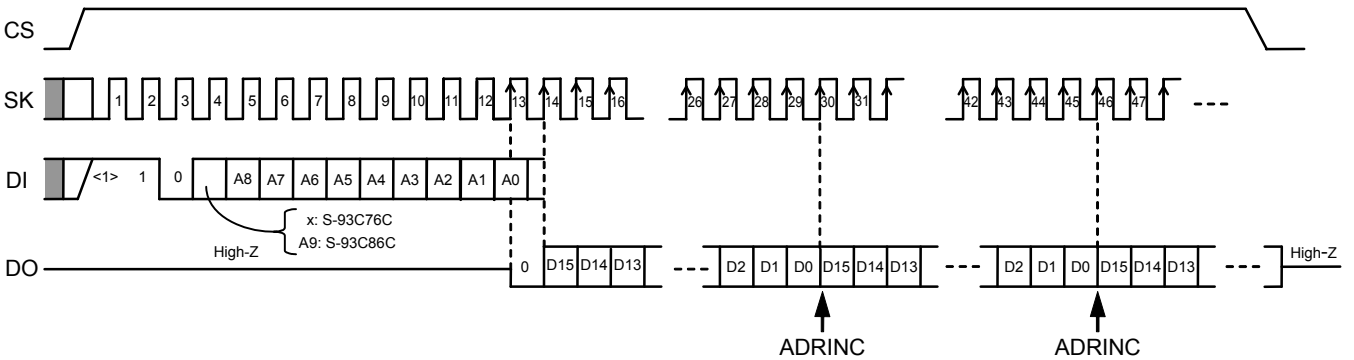 CS
SK 1 2 3 4 5 6 7 8 9 10 11 12 13 14 15 16 26 27 28 29 30 31 42 43 44 45 46 47
DI <1> 1 0 A8 A7 A6 A5 A4 A3 A2 A1 A0
x: S-93C76C
A9: S-93C86C
High-Z
DO 0 D15 D14 D13 D2 D1 D0 D15 D14 D13 D2 D1 D0 D15 D14 D13 High-Z
ADRINC ADRINC